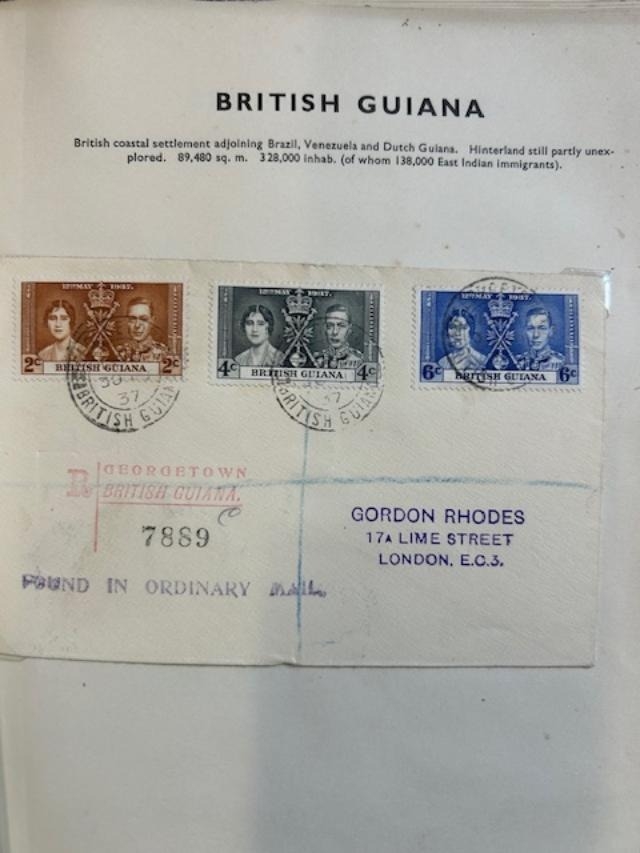 BRITISH GUIANA
British coastal settlement adjoining Brazil, Venezuela and Dutch Guiana. Hinterland still partly unex-
plored. 89,480 sq. m. 328,000 inhab. (of whom 138,000 East Indian immigrants).
12TH MAY 1937.
2c 2c
BRITISH GUIANA
12TH MAY 1937.
4c 4c
BRITISH GUIANA
12TH MAY 1937.
6c 6c
BRITISH GUIANA
37
BRITISH GUIANA
37
BRITISH GUIANA
R GEORGETOWN
BRITISH GUIANA.
7889
FOUND IN ORDINARY MAIL.
GORDON RHODES
17A LIME STREET
LONDON, E.C.3.